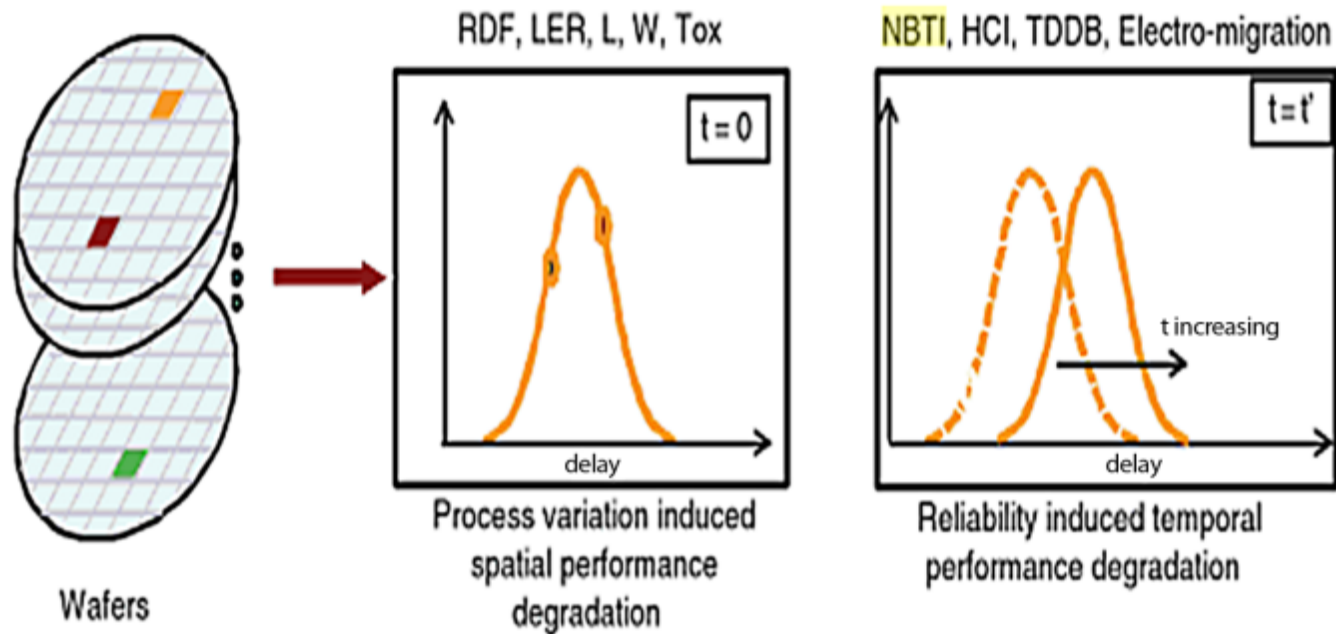 RDF, LER, L, W, Tox
t = 0
delay
Process variation induced
spatial performance
degradation
NBTI, HCI, TDDB, Electro-migration
t = t'
t increasing
delay
Reliability induced temporal
performance degradation
Wafers